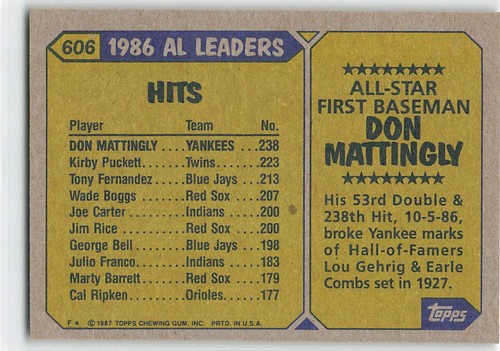 606 1986 AL LEADERS
HITS
Player Team No.
DON MATTINGLY....YANKEES...238
Kirby Puckett......Twins........223
Tony Fernandez....Blue Jays....213
Wade Boggs......Red Sox......207
Joe Carter........Indians......200
Jim Rice.........Red Sox......200
George Bell.......Blue Jays....198
Julio Franco.......Indians......183
Marty Barrett......Red Sox......179
Cal Ripken........Orioles......177
F* ©1987 TOPPS CHEWING GUM, INC. PRTD. IN U.S.A.
ALL-STAR
FIRST BASEMAN
DON
MATTINGLY
His 53rd Double &
238th Hit, 10-5-86,
broke Yankee marks
of Hall-of-Famers
Lou Gehrig & Earle
Combs set in 1927.
topps